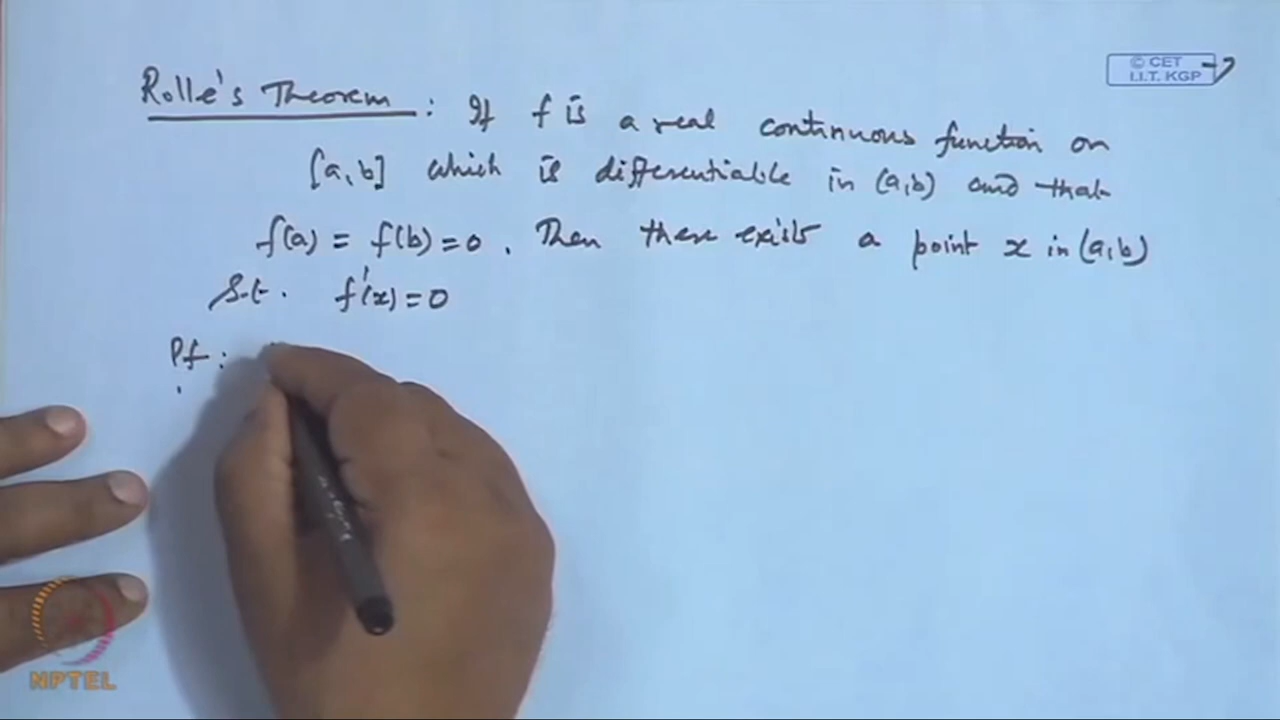 © CET
I.I.T. KGP
Rolle's Theorem : If f is a real continuous function on
[a,b] which is differentiable in (a,b) and that
f(a) = f(b) = 0 . Then there exists a point x in (a,b)
s.t. f'(x) = 0
Pf :
NPTEL